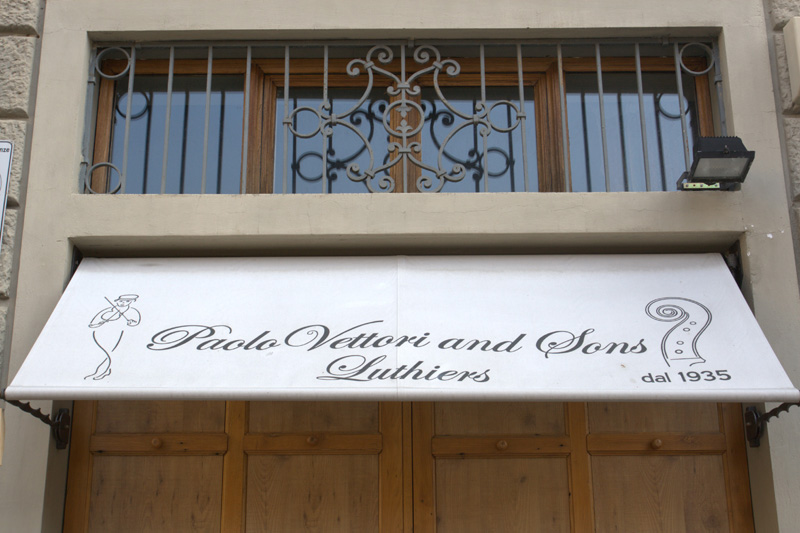 Paolo Vettori and Sons
Luthiers
dal 1935